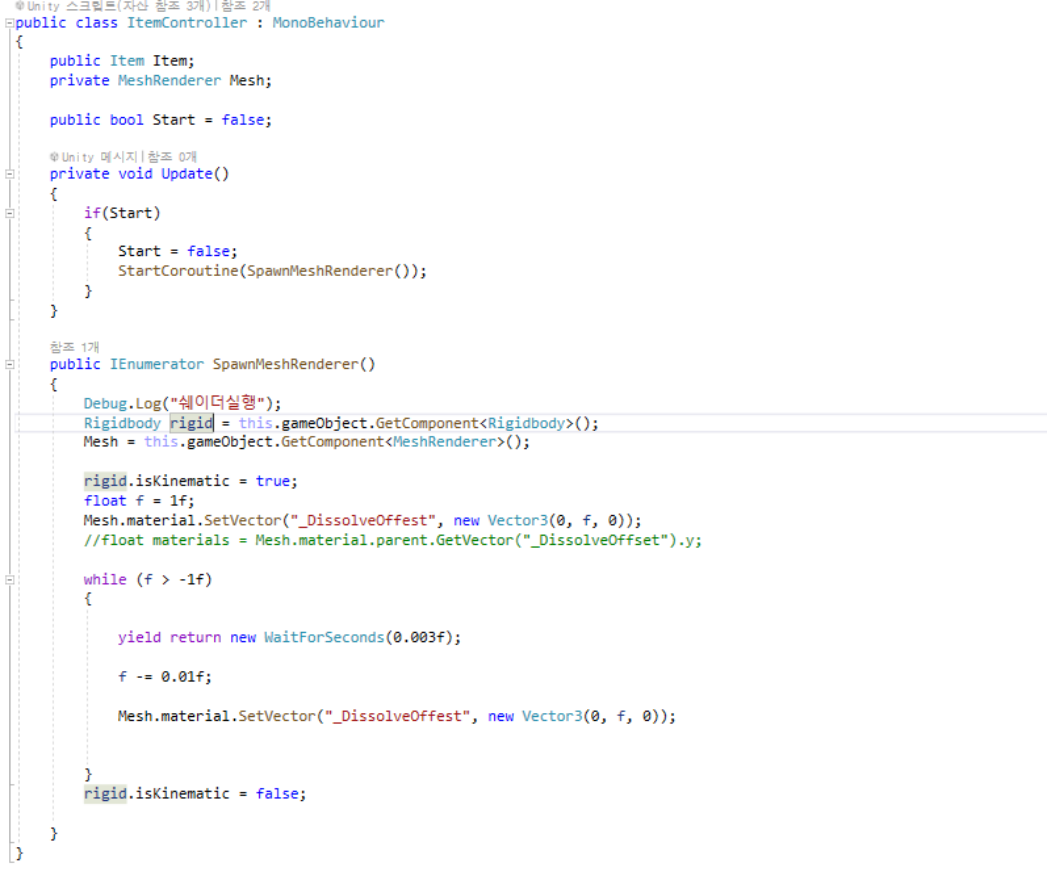 Unity 스크립트(자산 참조 3개)|참조 2개
public class ItemController : MonoBehaviour
{
public Item Item;
private MeshRenderer Mesh;
public bool Start = false;
Unity 메시지|참조 0개
private void Update()
{
if(Start)
{
Start = false;
StartCoroutine(SpawnMeshRenderer());
}
}
참조 1개
public IEnumerator SpawnMeshRenderer()
{
Debug.Log("쉐이더실행");
Rigidbody rigid = this.gameObject.GetComponent<Rigidbody>();
Mesh = this.gameObject.GetComponent<MeshRenderer>();
rigid.isKinematic = true;
float f = 1f;
Mesh.material.SetVector("_DissolveOffest", new Vector3(0, f, 0));
//float materials = Mesh.material.parent.GetVector("_DissolveOffset").y;
while (f > -1f)
{
yield return new WaitForSeconds(0.003f);
f -= 0.01f;
Mesh.material.SetVector("_DissolveOffest", new Vector3(0, f, 0));
}
rigid.isKinematic = false;
}
}